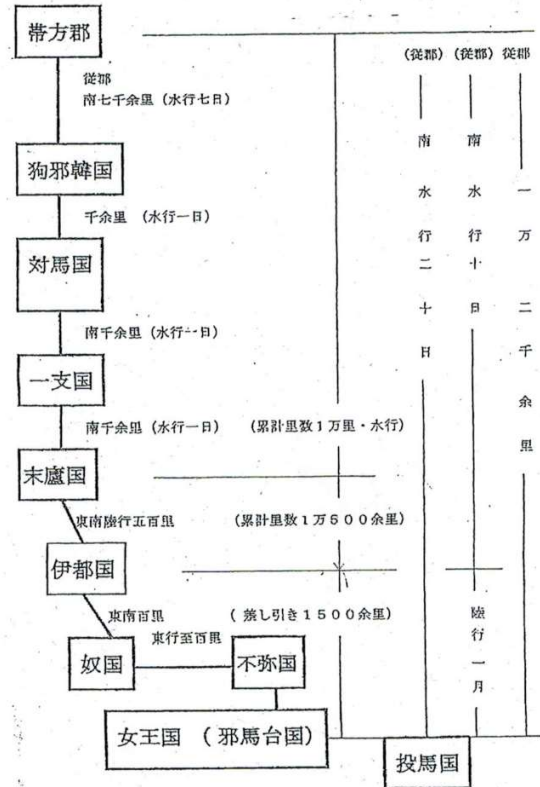 帯方郡
従郡
南七千余里（水行七日）
狗邪韓国
千余里（水行一日）
対馬国
南千余里（水行一日）
一支国
南千余里（水行一日）
（累計里数１万里・水行）
末盧国
東南陸行五百里
（累計里数１万５００余里）
伊都国
東南百里
（差し引き１５００余里）
奴国
東行至百里
不弥国
女王国（邪馬台国）
投馬国
（従郡）
南水行二十日
（従郡）
南水行十日
陸行一月
従郡
一万二千余里